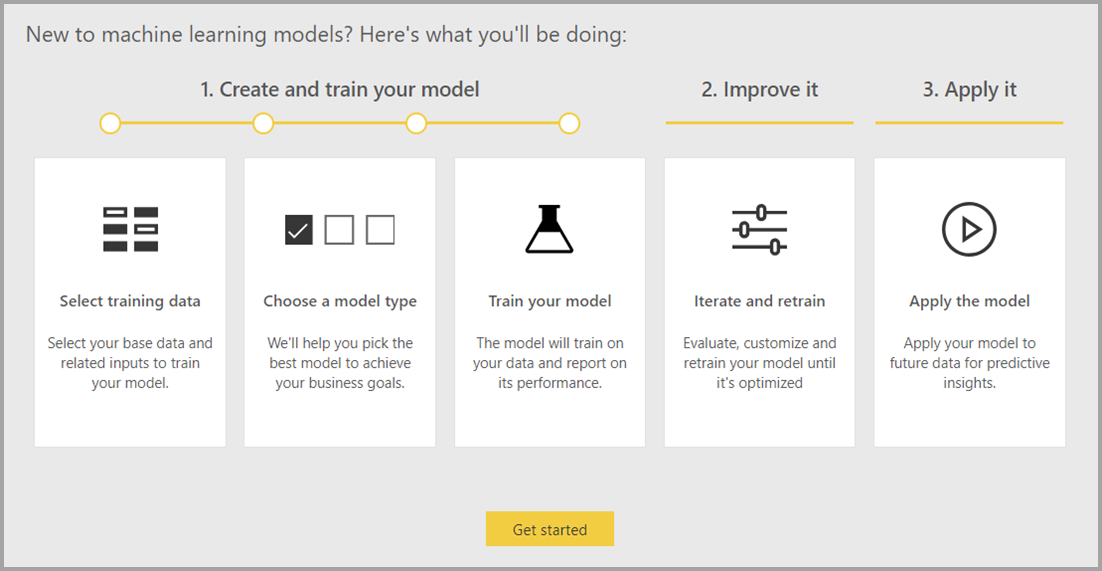 New to machine learning models? Here's what you'll be doing:
1. Create and train your model
2. Improve it
3. Apply it
Select training data
Select your base data and
related inputs to train
your model.
Choose a model type
We'll help you pick the
best model to achieve
your business goals.
Train your model
The model will train on
your data and report on
its performance.
Iterate and retrain
Evaluate, customize and
retrain your model until
it's optimized
Apply the model
Apply your model to
future data for predictive
insights.
Get started